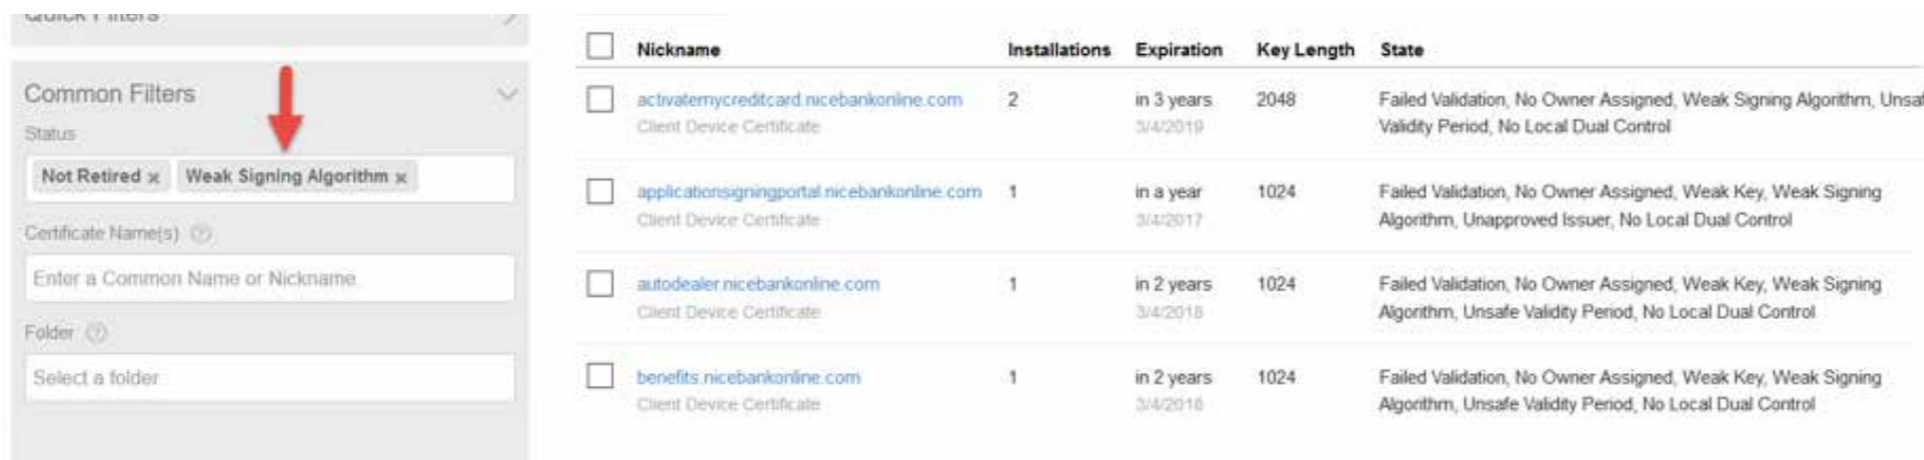 Quick Filters
Common Filters
Status
Not Retired x Weak Signing Algorithm x
Certificate Name(s) ?
Enter a Common Name or Nickname
Folder ?
Select a folder
Nickname Installations Expiration Key Length State
activatemycreditcard.nicebankonline.com 2 in 3 years 2048 Failed Validation, No Owner Assigned, Weak Signing Algorithm, Unsaf
Client Device Certificate 3/4/2019 Validity Period, No Local Dual Control
applicationsigningportal.nicebankonline.com 1 in a year 1024 Failed Validation, No Owner Assigned, Weak Key, Weak Signing
Client Device Certificate 3/4/2017 Algorithm, Unapproved Issuer, No Local Dual Control
autodealer.nicebankonline.com 1 in 2 years 1024 Failed Validation, No Owner Assigned, Weak Key, Weak Signing
Client Device Certificate 3/4/2018 Algorithm, Unsafe Validity Period, No Local Dual Control
benefits.nicebankonline.com 1 in 2 years 1024 Failed Validation, No Owner Assigned, Weak Key, Weak Signing
Client Device Certificate 3/4/2018 Algorithm, Unsafe Validity Period, No Local Dual Control